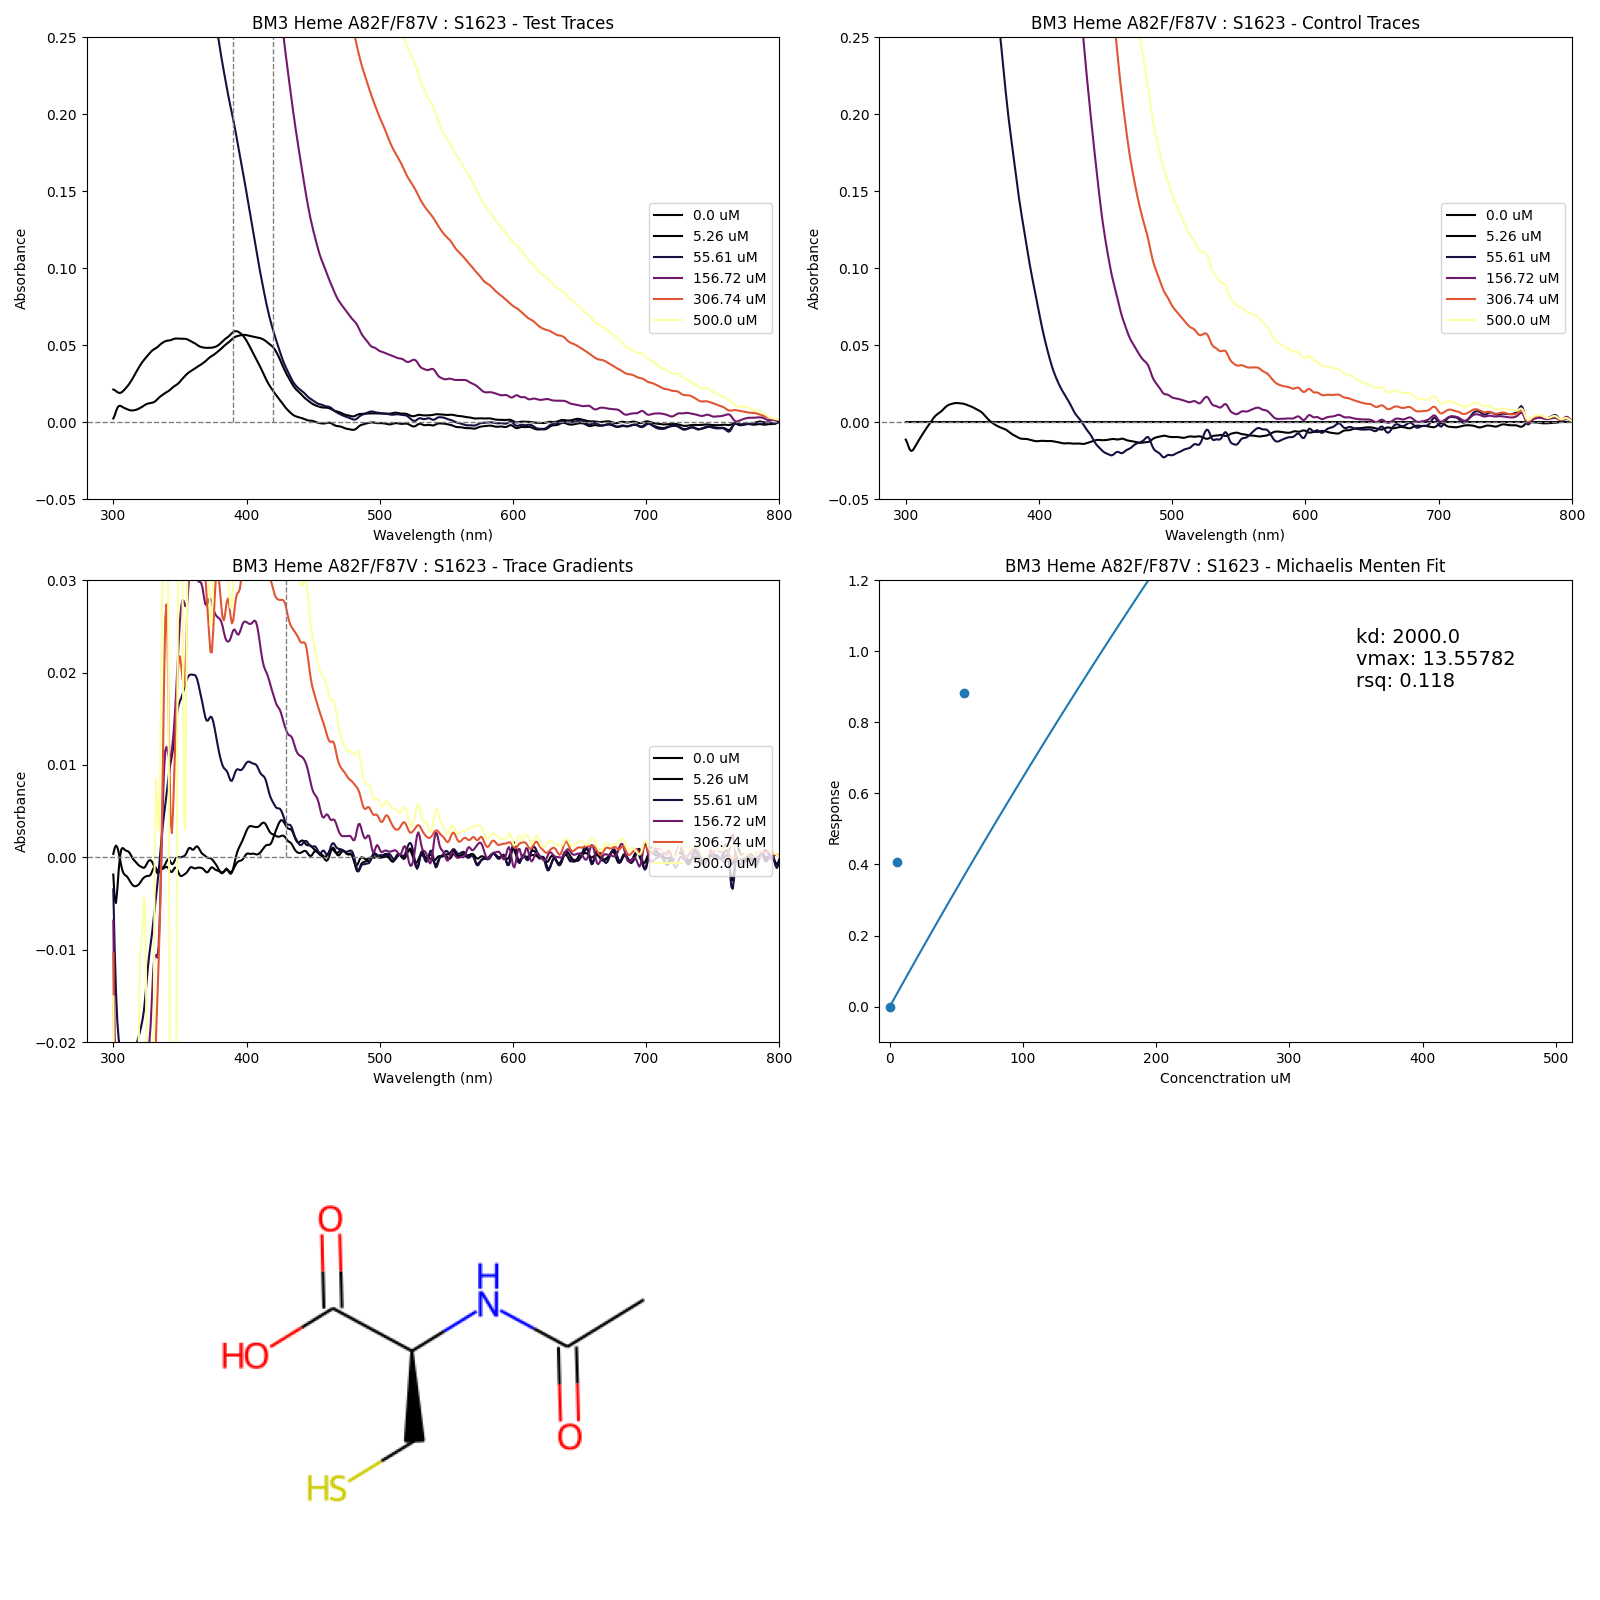 BM3 Heme A82F/F87V : S1623 - Test Traces
0.25
0.20
0.15
0.10
0.05
0.00
−0.05
Absorbance
300 400 500 600 700 800
Wavelength (nm)
0.0 uM
5.26 uM
55.61 uM
156.72 uM
306.74 uM
500.0 uM
BM3 Heme A82F/F87V : S1623 - Control Traces
0.25
0.20
0.15
0.10
0.05
0.00
−0.05
Absorbance
300 400 500 600 700 800
Wavelength (nm)
0.0 uM
5.26 uM
55.61 uM
156.72 uM
306.74 uM
500.0 uM
BM3 Heme A82F/F87V : S1623 - Trace Gradients
0.03
0.02
0.01
0.00
−0.01
−0.02
Absorbance
300 400 500 600 700 800
Wavelength (nm)
0.0 uM
5.26 uM
55.61 uM
156.72 uM
306.74 uM
500.0 uM
BM3 Heme A82F/F87V : S1623 - Michaelis Menten Fit
1.2
1.0
0.8
0.6
0.4
0.2
0.0
Response
0 100 200 300 400 500
Concenctration uM
kd: 2000.0
vmax: 13.55782
rsq: 0.118
O
H
N
HO
O
HS